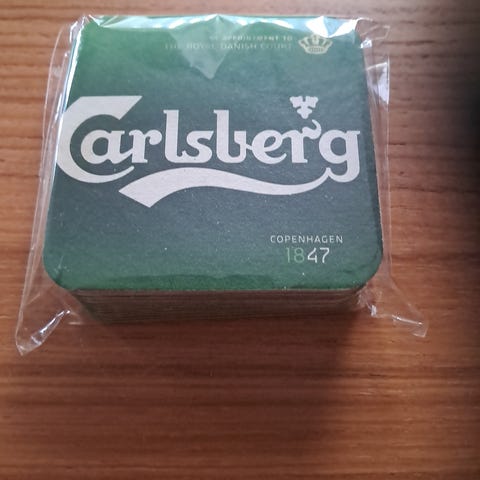 BY APPOINTMENT TO
THE ROYAL DANISH COURT
Carlsberg
COPENHAGEN
1847